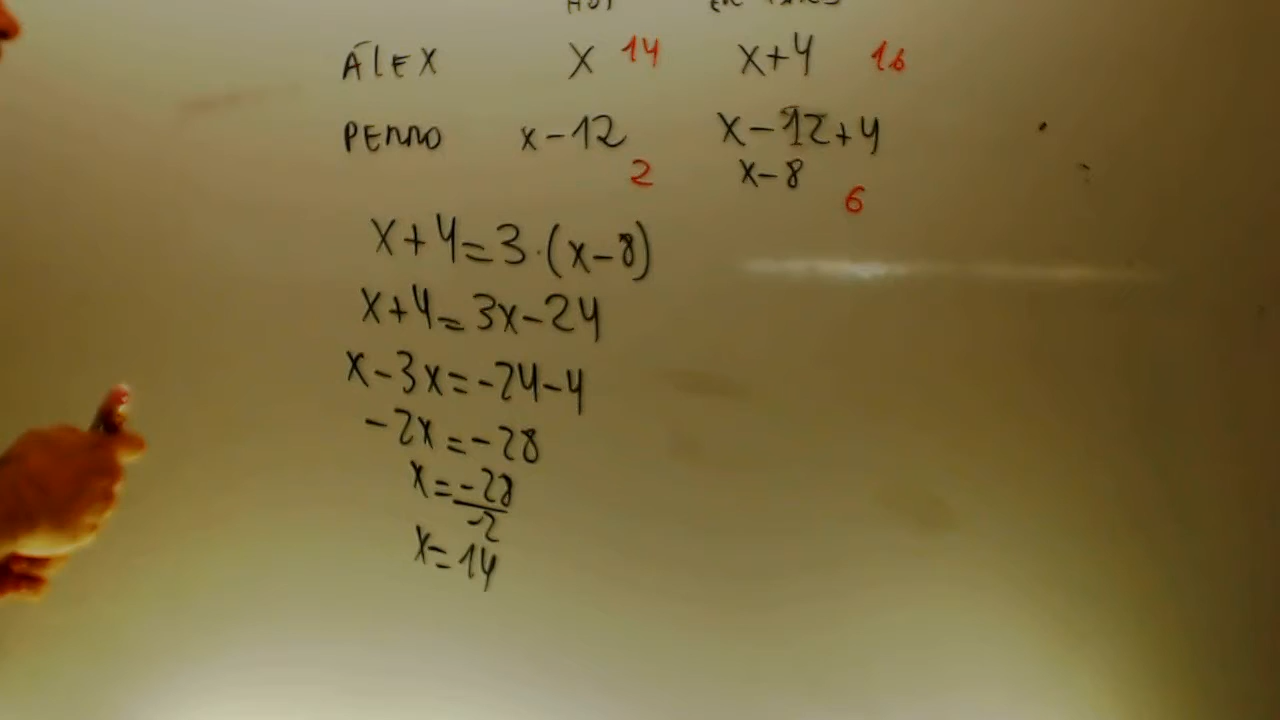 ÁLEX x 14 x+4 16
PERRO x-12 x-12+4
2 x-8 6
x+4=3·(x-8)
x+4=3x-24
x-3x=-24-4
-2x=-28
x=-28/-2
x=14